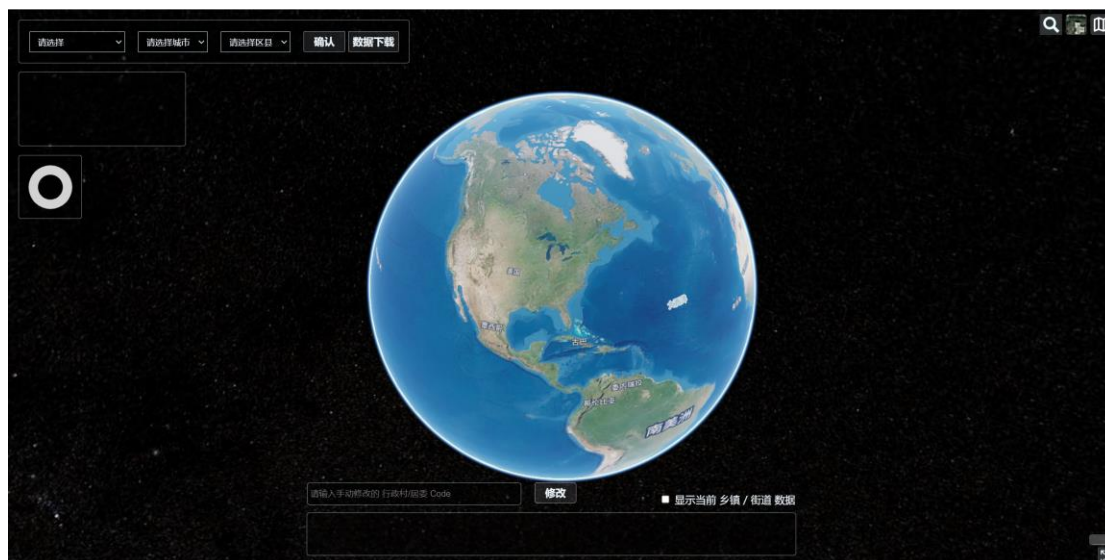 请选择
请选择城市
请选择区县
确认
数据下载
美国
墨西哥
古巴
大西洋
委内瑞拉
哥伦比亚
南美洲
请输入手动修改的 行政村/居委 Code
修改
显示当前 乡镇 / 街道 数据